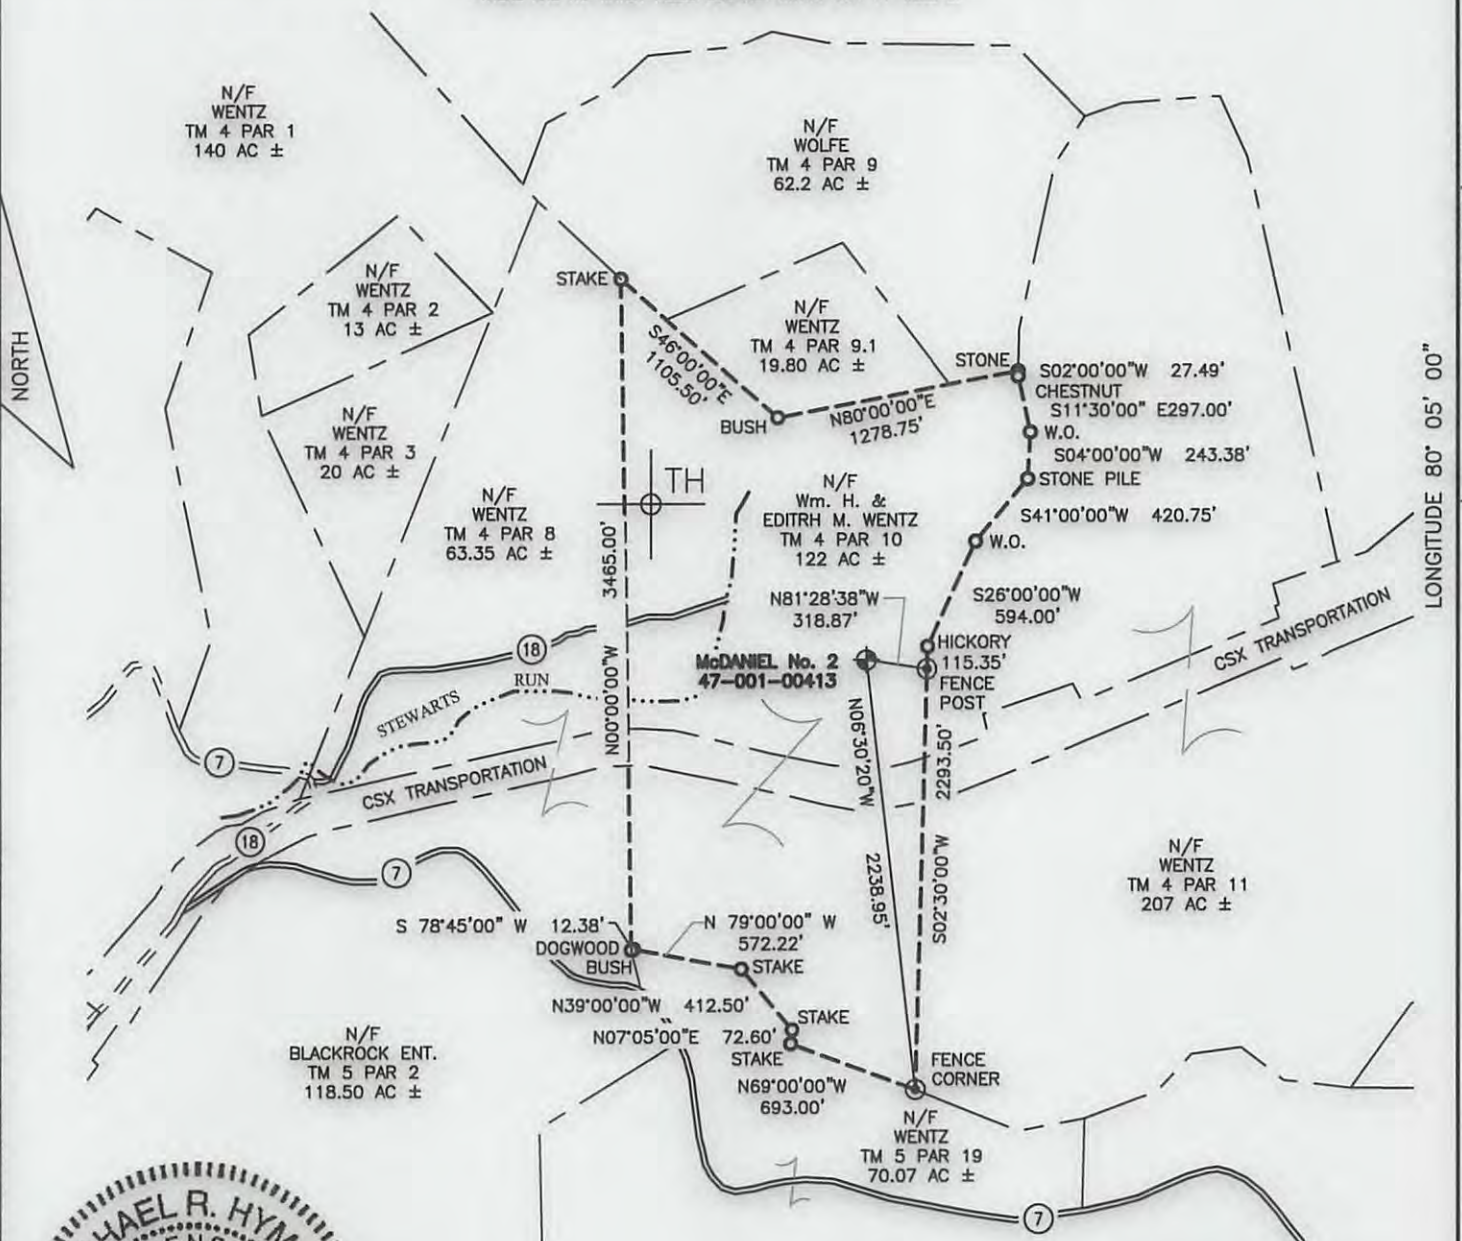 N/F
WENTZ
TM 4 PAR 1
140 AC ±
N/F
WOLFE
TM 4 PAR 9
62.2 AC ±
NORTH
N/F
WENTZ
TM 4 PAR 2
13 AC ±
STAKE
N/F
WENTZ
TM 4 PAR 9.1
19.80 AC ±
S46°00'00"E
1105.50'
STONE
S02°00'00"W 27.49'
CHESTNUT
S11°30'00" E297.00'
BUSH
N80°00'00"E
1278.75'
W.O.
S04°00'00"W 243.38'
STONE PILE
N/F
WENTZ
TM 4 PAR 3
20 AC ±
TH
N/F
WENTZ
TM 4 PAR 8
63.35 AC ±
N/F
Wm. H. &
EDITRH M. WENTZ
TM 4 PAR 10
122 AC ±
S41°00'00"W 420.75'
W.O.
LONGITUDE 80° 05' 00"
3465.00'
N00°00'00"W
N81°28'38"W
318.87'
S26°00'00"W
594.00'
HICKORY
115.35'
FENCE
POST
McDANIEL No. 2
47-001-00413
18
STEWARTS
RUN
CSX TRANSPORTATION
7
CSX TRANSPORTATION
N06°30'20"W
2238.95'
2293.50'
S02°30'00"W
18
7
N/F
WENTZ
TM 4 PAR 11
207 AC ±
S 78°45'00" W 12.38'
DOGWOOD
BUSH
N 79°00'00" W
572.22'
STAKE
N39°00'00"W 412.50'
STAKE
N07°05'00"E 72.60'
STAKE
N69°00'00"W
693.00'
FENCE
CORNER
N/F
BLACKROCK ENT.
TM 5 PAR 2
118.50 AC ±
N/F
WENTZ
TM 5 PAR 19
70.07 AC ±
7
HAEL R. HYM